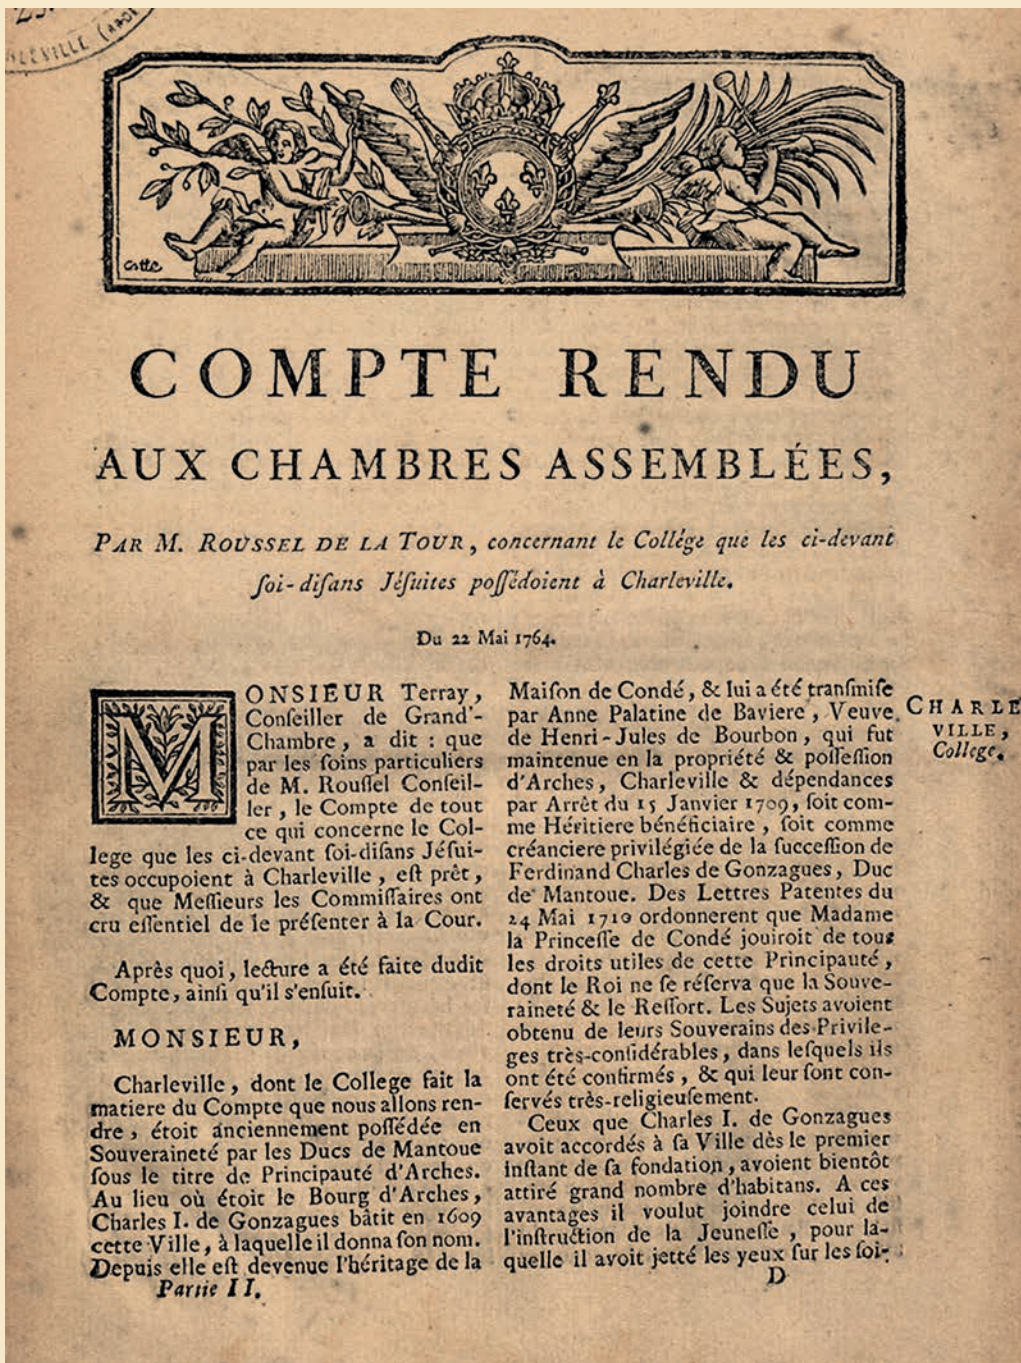 COMPTE RENDU
AUX CHAMBRES ASSEMBLÉES,
PAR M. ROUSSEL DE LA TOUR, concernant le Collége que les ci-devant
ſoi-diſans Jéſuites poſſédoient à Charleville.
Du 22 Mai 1764.
MONSIEUR Terray,
Conſeiller de Grand'-
Chambre, a dit : que
par les ſoins particuliers
de M. Rouſſel Conſeil-
ler, le Compte de tout
ce qui concerne le Col-
lege que les ci-devant ſoi-diſans Jéſui-
tes occupoient à Charleville, eſt prêt,
& que Meſſieurs les Commiſſaires ont
cru eſſentiel de le préſenter à la Cour.
Après quoi, lecture a été faite dudit
Compte, ainſi qu'il s'enſuit.
MONSIEUR,
Charleville, dont le College fait la
matiere du Compte que nous allons ren-
dre, étoit anciennement poſſédée en
Souveraineté par les Ducs de Mantoue
ſous le titre de Principauté d'Arches.
Au lieu où étoit le Bourg d'Arches,
Charles I. de Gonzagues bâtit en 1609
cette Ville, à laquelle il donna ſon nom.
Depuis elle eſt devenue l'héritage de la
Partie II.
Maiſon de Condé, & lui a été tranſmiſe
par Anne Palatine de Baviere, Veuve
de Henri-Jules de Bourbon, qui fut
maintenue en la propriété & poſſeſſion
d'Arches, Charleville & dépendances
par Arrêt du 15 Janvier 1709, ſoit com-
me Héritiere bénéficiaire, ſoit comme
créanciere privilégiée de la ſucceſſion de
Ferdinand Charles de Gonzagues, Duc
de Mantoue. Des Lettres Patentes du
24 Mai 1710 ordonnerent que Madame
la Princeſſe de Condé jouiroit de tous
les droits utiles de cette Principauté,
dont le Roi ne ſe réſerva que la Souve-
raineté & le Reſſort. Les Sujets avoient
obtenu de leurs Souverains des Privile-
ges très-conſidérables, dans leſquels ils
ont été confirmés, & qui leur ſont con-
ſervés très-religieuſement.
Ceux que Charles I. de Gonzagues
avoit accordés à ſa Ville dès le premier
inſtant de ſa fondation, avoient bientôt
attiré grand nombre d'habitans. A ces
avantages il voulut joindre celui de
l'inſtruction de la Jeuneſſe, pour la-
quelle il avoit jetté les yeux ſur les ſoi-
D
CHARLE
VILLE,
College.